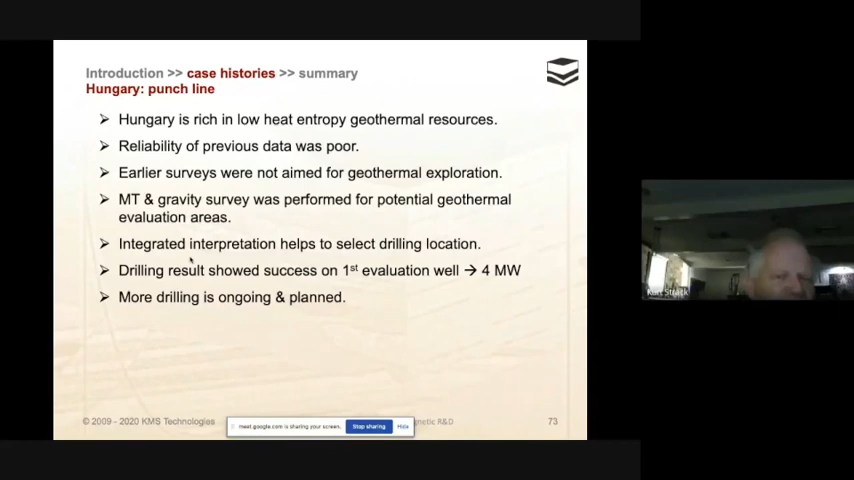 Introduction >> case histories >> summary
Hungary: punch line
➢ Hungary is rich in low heat entropy geothermal resources.
➢ Reliability of previous data was poor.
➢ Earlier surveys were not aimed for geothermal exploration.
➢ MT & gravity survey was performed for potential geothermal
evaluation areas.
➢ Integrated interpretation helps to select drilling location.
➢ Drilling result showed success on 1st evaluation well → 4 MW
➢ More drilling is ongoing & planned.
Kurt Strack
© 2009 - 2020 KMS Technologies
gnetic R&D
73
meet.google.com is sharing your screen.
Stop sharing
Hide